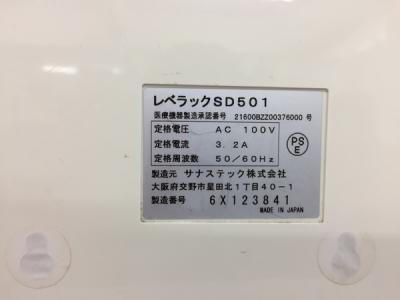 レベラックSD501
医療機器製造承認番号 21600BZZ00376000 号
定格電圧 AC 100V
定格電流 3.2A
定格周波数 50/60Hz
PS
E
製造元 サナステック株式会社
大阪府交野市星田北1丁目40-1
製造番号 6X123841
MADE IN JAPAN